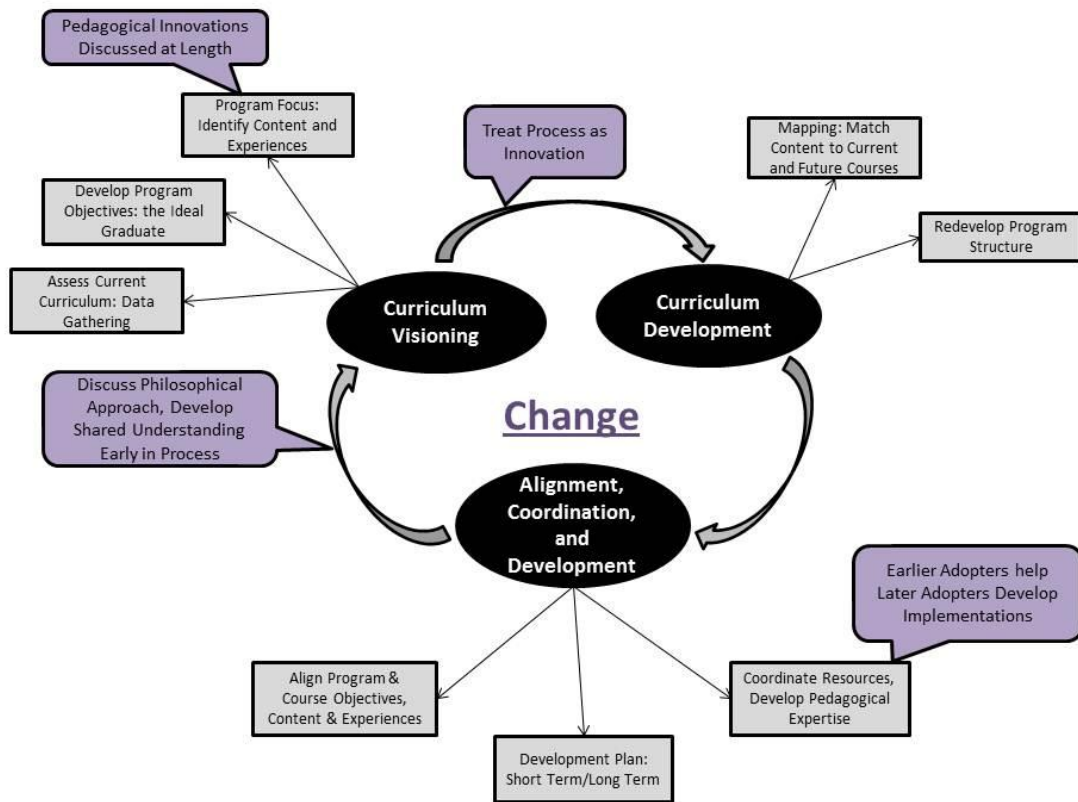 Pedagogical Innovations
Discussed at Length
Program Focus:
Identify Content and
Experiences
Develop Program
Objectives: the Ideal
Graduate
Assess Current
Curriculum: Data
Gathering
Treat Process as
Innovation
Mapping: Match
Content to Current
and Future Courses
Redevelop Program
Structure
Curriculum
Visioning
Curriculum
Development
Discuss Philosophical
Approach, Develop
Shared Understanding
Early in Process
Change
Alignment,
Coordination,
and
Development
Earlier Adopters help
Later Adopters Develop
Implementations
Align Program &
Course Objectives,
Content & Experiences
Development Plan:
Short Term/Long Term
Coordinate Resources,
Develop Pedagogical
Expertise